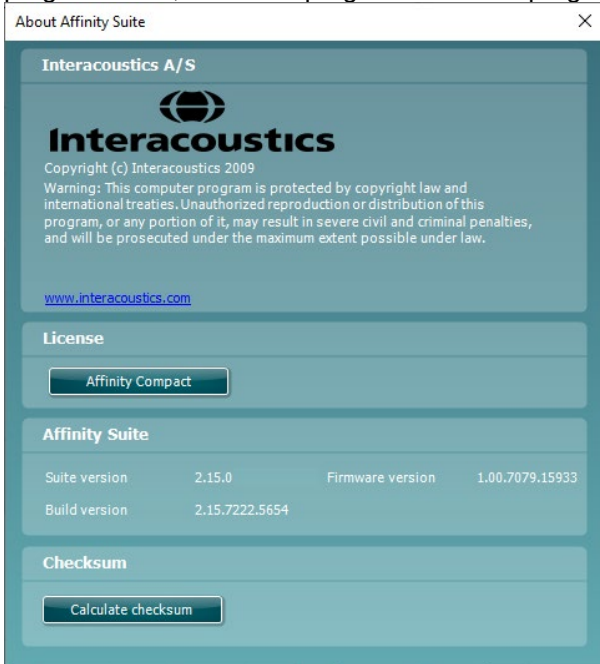 About Affinity Suite
Interacoustics A/S
Interacoustics
Copyright (c) Interacoustics 2009
Warning: This computer program is protected by copyright law and
international treaties. Unauthorized reproduction or distribution of this
program, or any portion of it, may result in severe civil and criminal penalties,
and will be prosecuted under the maximum extent possible under law.
www.interacoustics.com
License
Affinity Compact
Affinity Suite
Suite version 2.15.0 Firmware version 1.00.7079.15933
Build version 2.15.7222.5654
Checksum
Calculate checksum